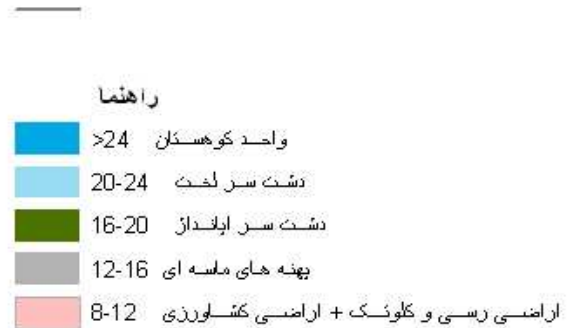 راهنما
واحد کوهستان >24
دشت سر لخت 20-24
دشت سر اپانداژ 16-20
پهنه های ماسه ای 12-16
اراضی رسی و کلوتک + اراضی کشاورزی 8-12